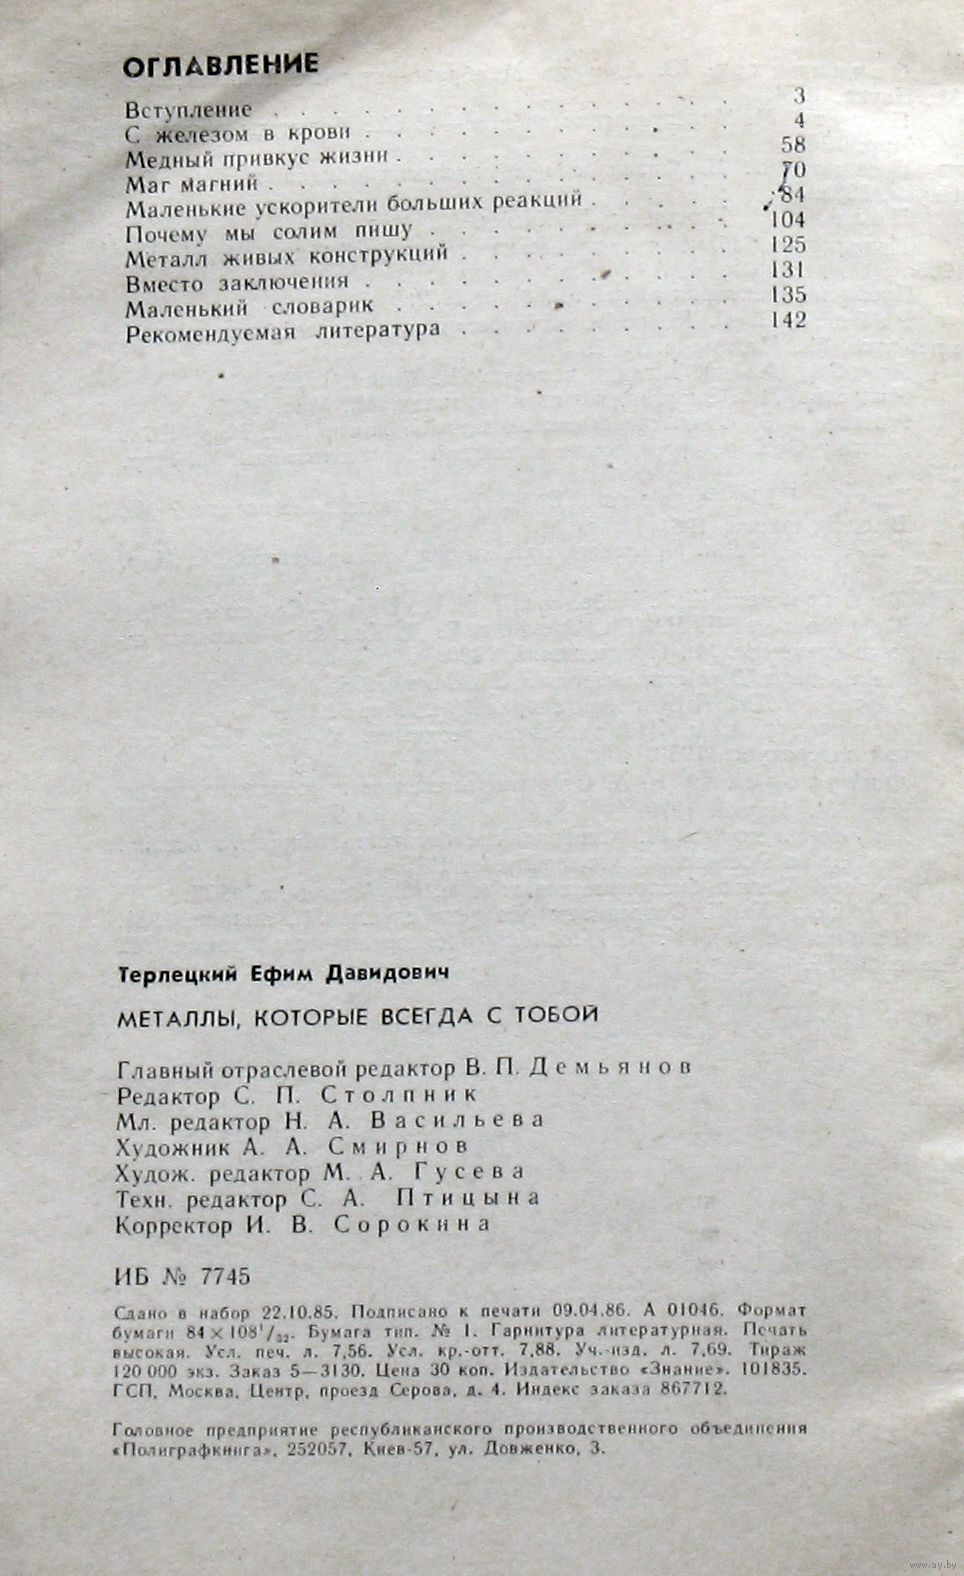 ОГЛАВЛЕНИЕ
Вступление . . . . . . . . . . . . . . . 3
С железом в крови . . . . . . . . . . . . 4
Медный привкус жизни . . . . . . . . . . . 58
Маг магний . . . . . . . . . . . . . . . 70
Маленькие ускорители больших реакций . . . . . 84
Почему мы солим пищу . . . . . . . . . . 104
Металл живых конструкций . . . . . . . . . 125
Вместо заключения . . . . . . . . . . . . 131
Маленький словарик . . . . . . . . . . . 135
Рекомендуемая литература . . . . . . . . . 142
Терлецкий Ефим Давидович
МЕТАЛЛЫ, КОТОРЫЕ ВСЕГДА С ТОБОЙ
Главный отраслевой редактор В. П. Демьянов
Редактор С. П. Столпник
Мл. редактор Н. А. Васильева
Художник А. А. Смирнов
Худож. редактор М. А. Гусева
Техн. редактор С. А. Птицына
Корректор И. В. Сорокина
ИБ № 7745
Сдано в набор 22.10.85. Подписано к печати 09.04.86. А 01046. Формат
бумаги 84×108¹/₃₂. Бумага тип. № 1. Гарнитура литературная. Печать
высокая. Усл. печ. л. 7,56. Усл. кр.-отт. 7,88. Уч.-изд. л. 7,69. Тираж
120 000 экз. Заказ 5—3130. Цена 30 коп. Издательство «Знание». 101835.
ГСП, Москва, Центр, проезд Серова, д. 4. Индекс заказа 867712.
Головное предприятие республиканского производственного объединения
«Полиграфкнига», 252057, Киев-57, ул. Довженко, 3.
www.ay.by